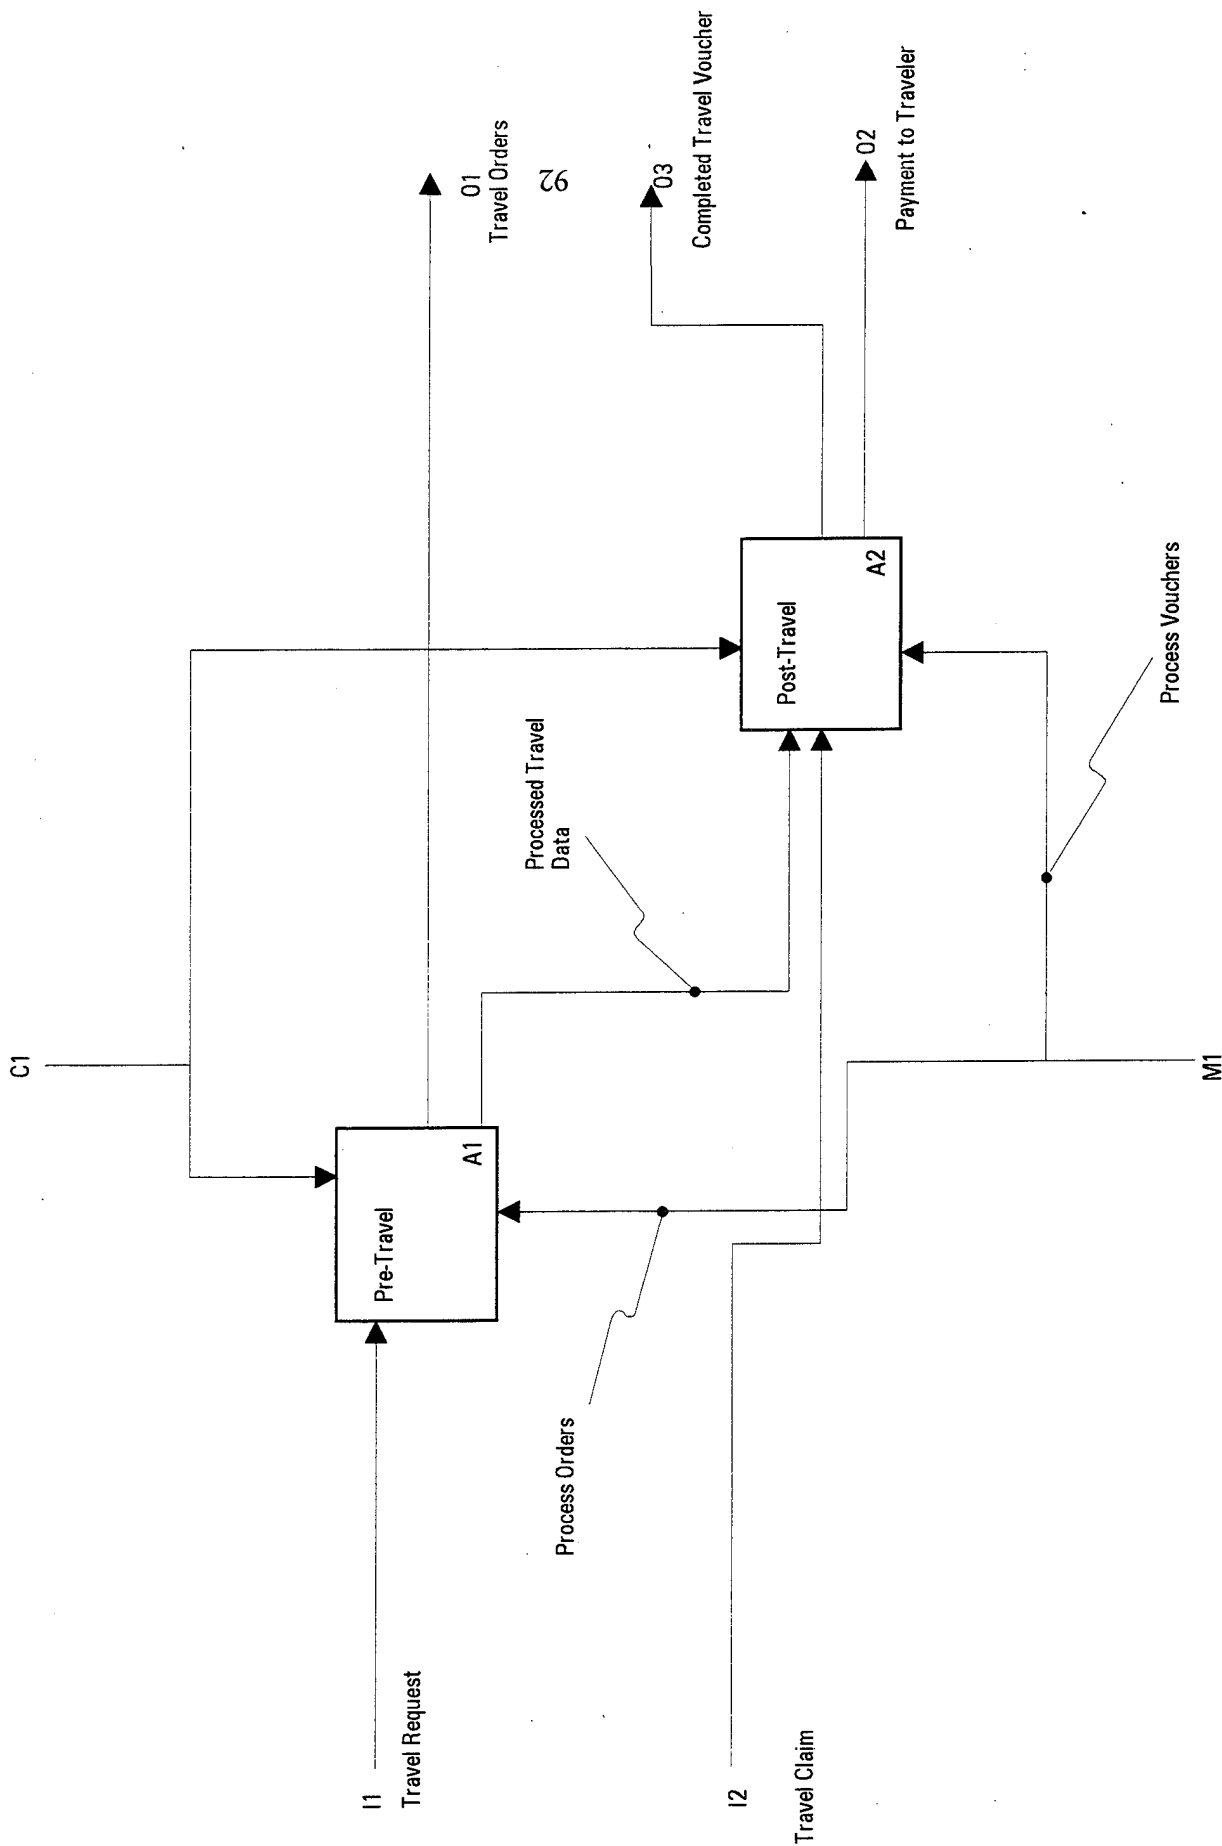 C1
I1
Travel Request
Pre-Travel
A1
O1
Travel Orders
92
Process Orders
Processed Travel
Data
O3
Completed Travel Voucher
I2
Travel Claim
Post-Travel
A2
O2
Payment to Traveler
Process Vouchers
M1